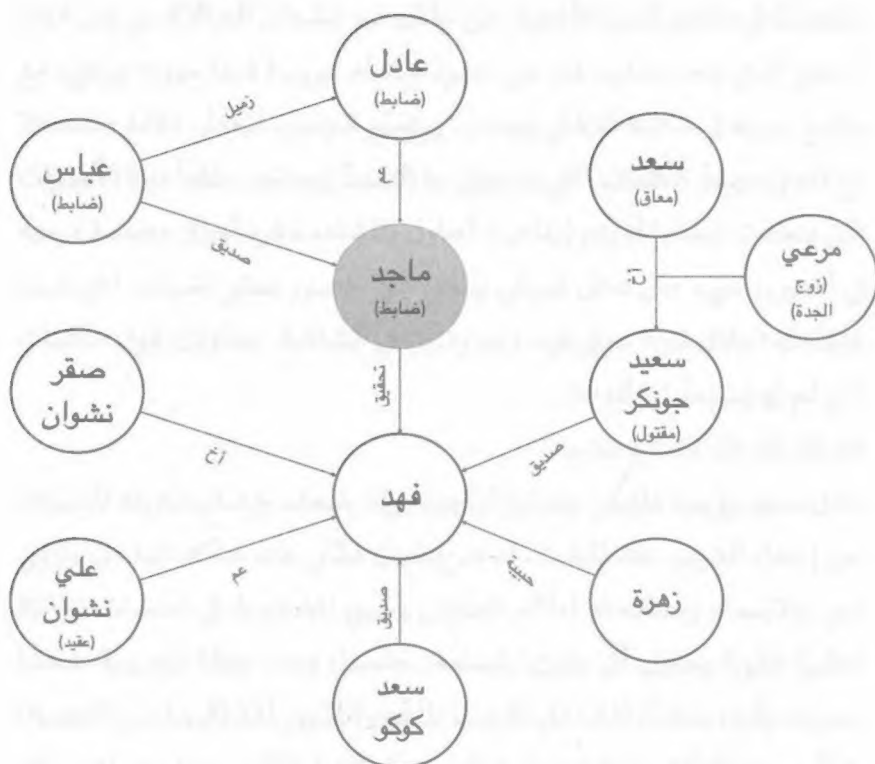 عادل
(ضابط)
زميل
عباس
(ضابط)
صديق
ماجد
(ضابط)
تحقيق
سعد
(معاق)
أخ
مرعي
(زوج
الجدة)
سعيد
جونكر
(مقتول)
صديق
صقر
نشوان
أخ
فهد
علي
نشوان
(عقيد)
عم
صديق
سعد
كوكو
حبيبة
زهرة